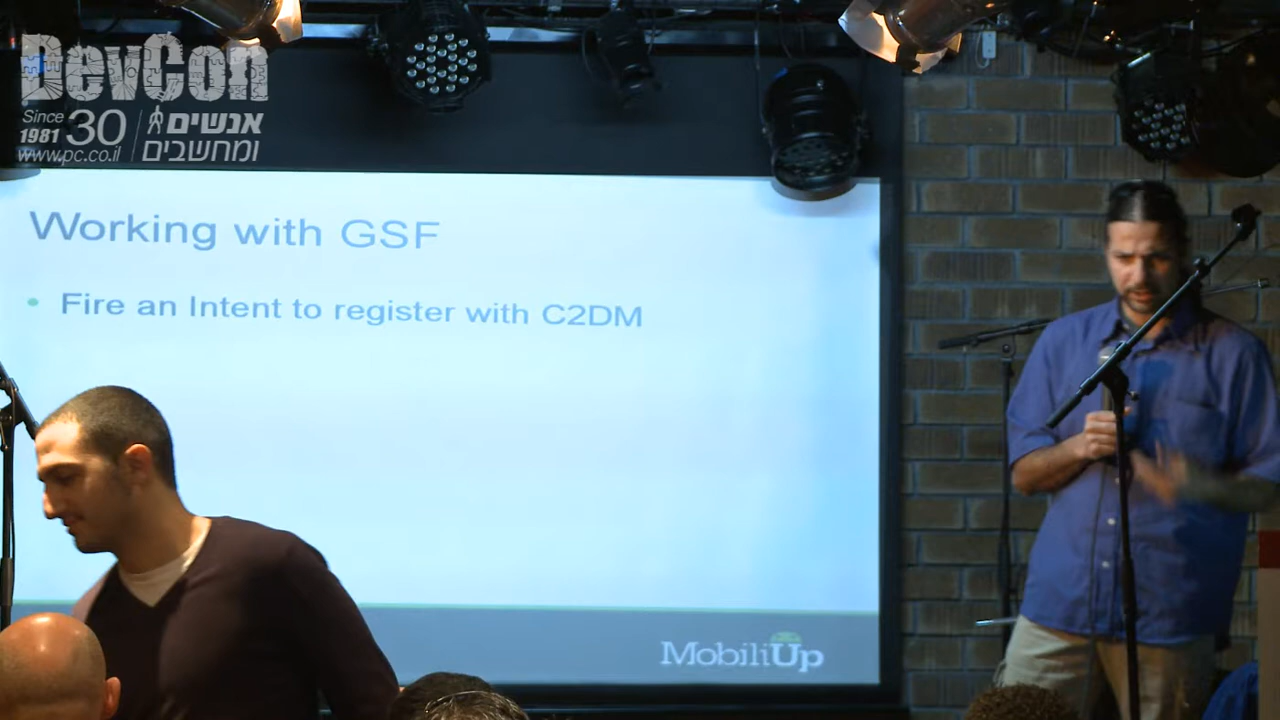 DevCon
Since
1981 30
אנשים
ומחשבים
www.pc.co.il
Working with GSF
• Fire an Intent to register with C2DM
MobiliUp